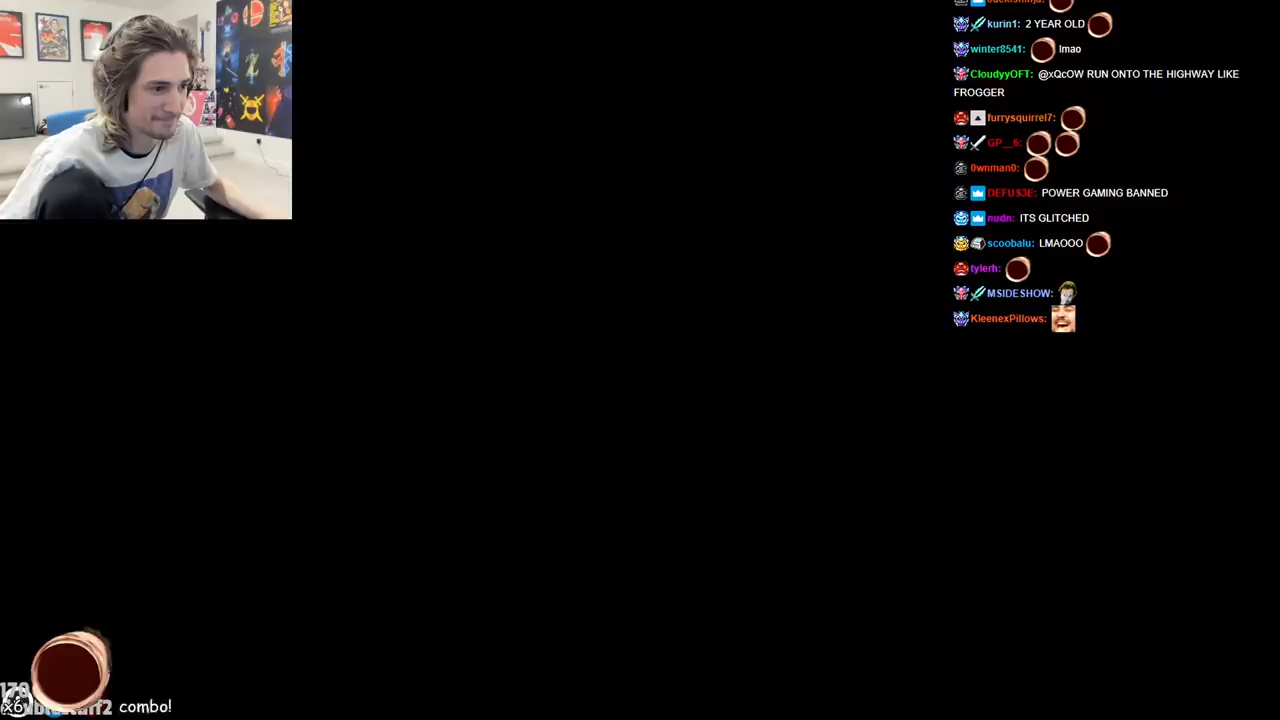 kurin1: 2 YEAR OLD
winter8541: lmao
CloudyyOFT: @xQcOW RUN ONTO THE HIGHWAY LIKE
FROGGER
furrysquirrel7:
GP__6:
0wnman0:
DEFUS3E: POWER GAMING BANNED
nudn: ITS GLITCHED
scoobalu: LMAOOO
tylerh:
MSIDESHOW:
KleenexPillows:
170
x6 combo!